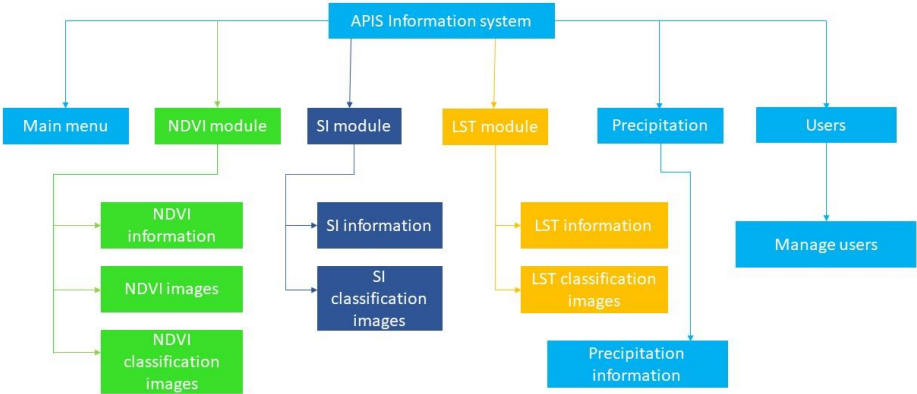 APIS Information system
Main menu
NDVI module
SI module
LST module
Precipitation
Users
NDVI
information
SI information
LST information
Manage users
NDVI images
SI
classification
images
LST classification
images
NDVI
classification
images
Precipitation
information